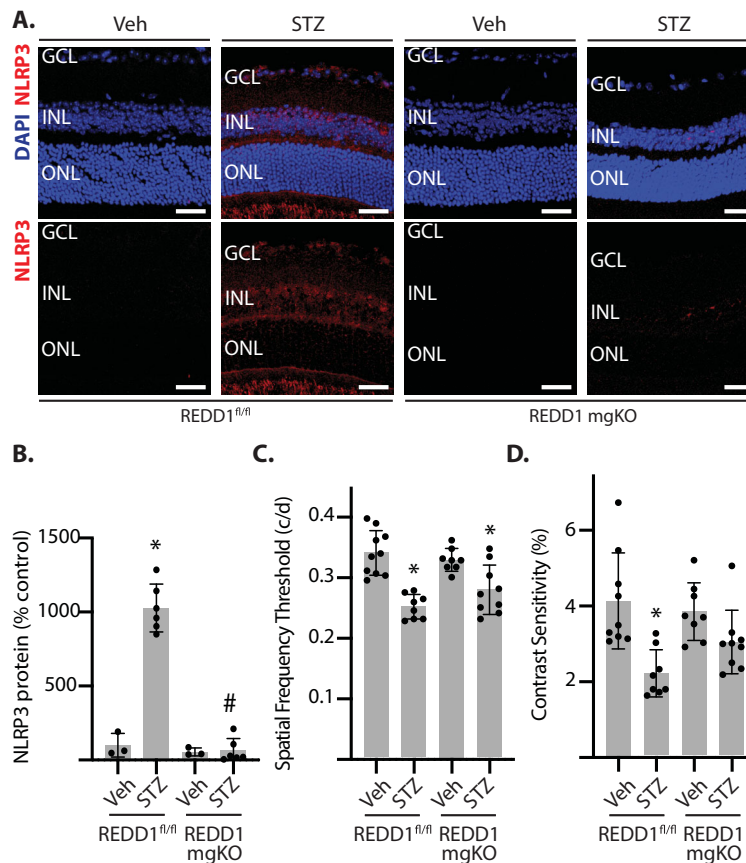 A.
Veh STZ Veh STZ
DAPI NLRP3
GCL GCL GCL GCL
INL INL INL INL
ONL ONL ONL ONL
NLRP3
GCL GCL GCL GCL
INL INL INL INL
ONL ONL ONL ONL
REDD1fl/fl REDD1 mgKO
B.
NLRP3 protein (% control)
1500
1000
500
*
#
Veh STZ Veh STZ
REDD1fl/fl REDD1
mgKO
C.
Spatial Frequency Threshold (c/d)
0.4
0.3
0.2
0.1
* *
Veh STZ Veh STZ
REDD1fl/fl REDD1
mgKO
D.
Contrast Sensitivity (%)
6
4
2
*
Veh STZ Veh STZ
REDD1fl/fl REDD1
mgKO